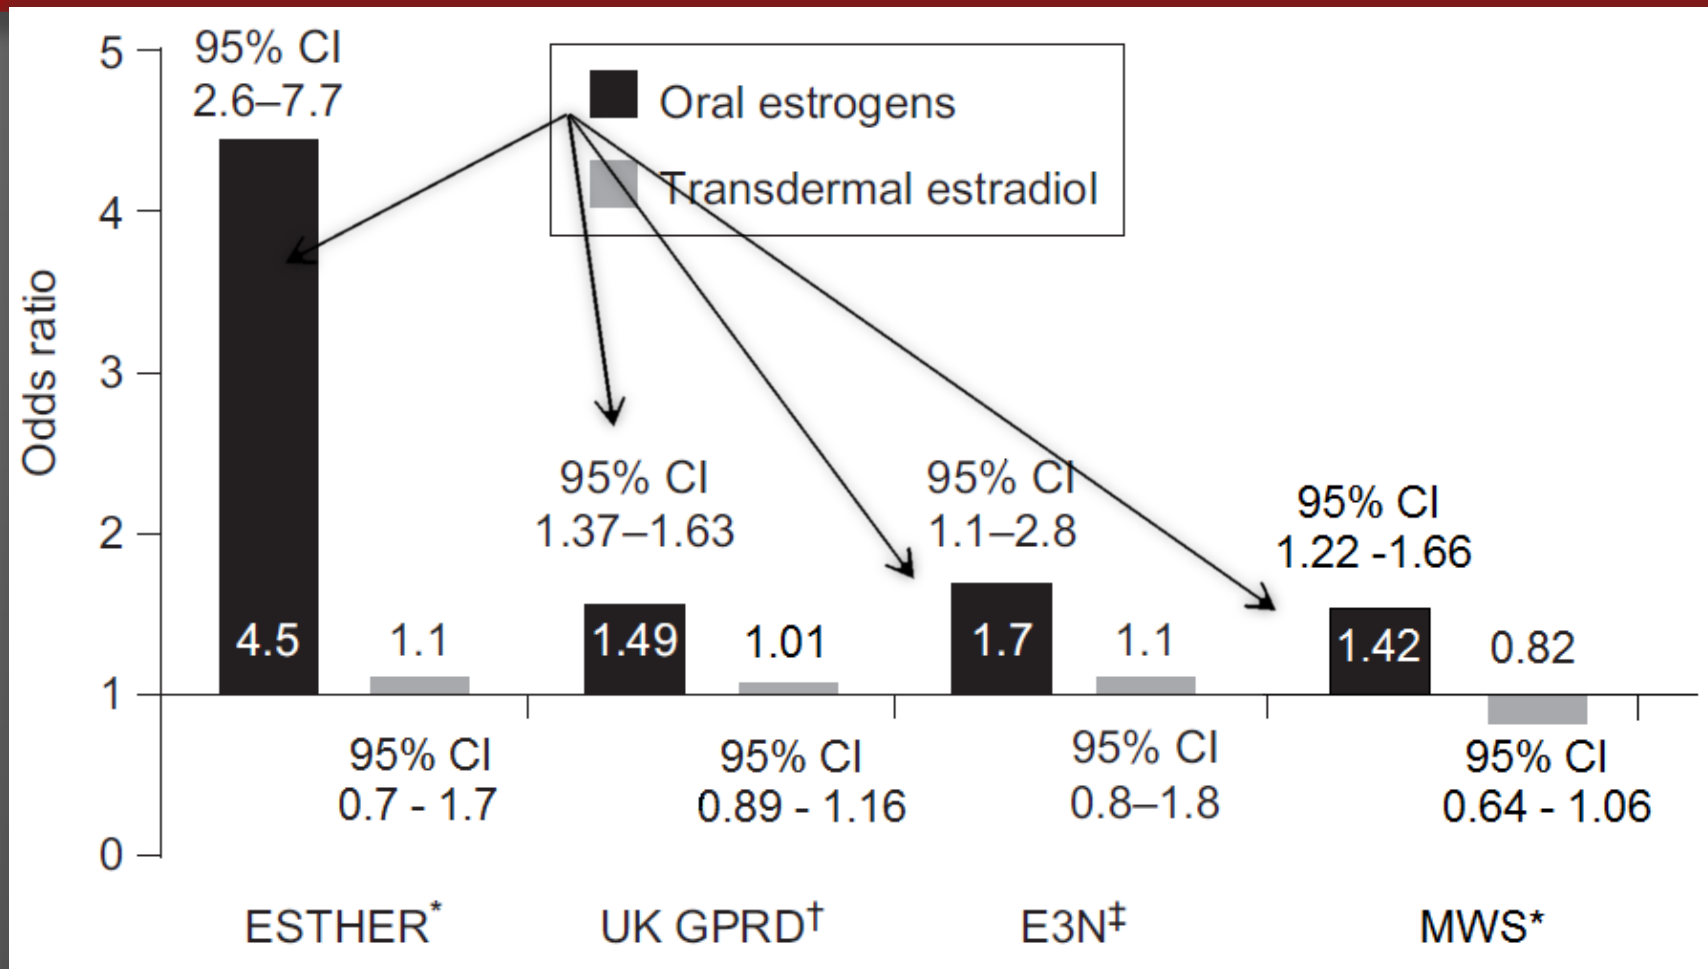 5
4
3
2
1
0
Odds ratio
Oral estrogens
Transdermal estradiol
95% CI
2.6–7.7
95% CI
1.37–1.63
95% CI
1.1–2.8
95% CI
1.22 -1.66
4.5
1.1
1.49
1.01
1.7
1.1
1.42
0.82
95% CI
0.7 - 1.7
95% CI
0.89 - 1.16
95% CI
0.8–1.8
95% CI
0.64 - 1.06
ESTHER*
UK GPRD†
E3N‡
MWS*